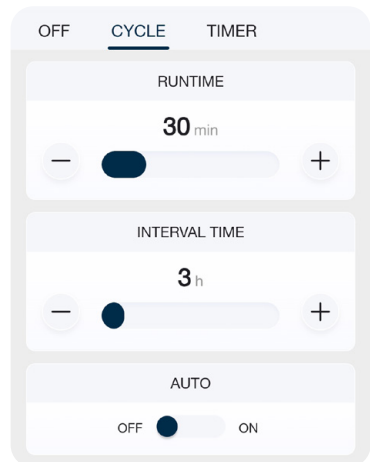 OFF CYCLE TIMER
RUNTIME
30 min
INTERVAL TIME
3 h
AUTO
OFF ON